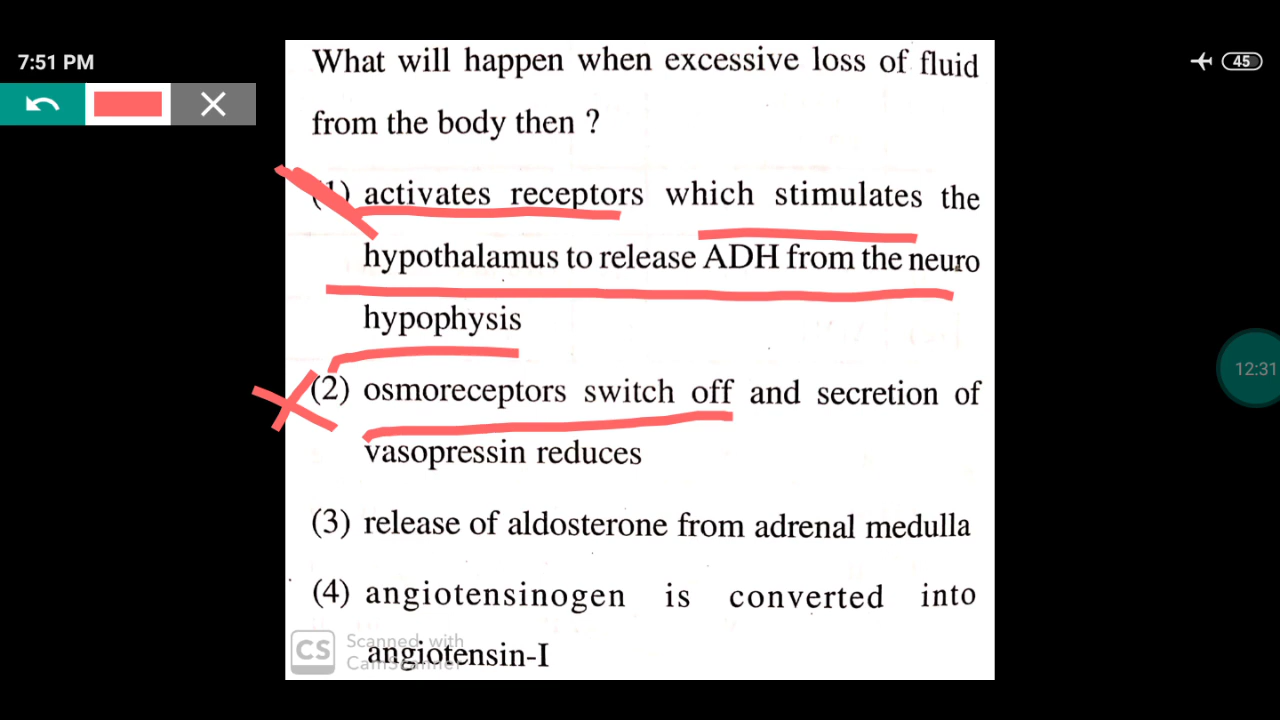 7:51 PM
45
What will happen when excessive loss of fluid
from the body then ?
(1) activates receptors which stimulates the
hypothalamus to release ADH from the neuro
hypophysis
(2) osmoreceptors switch off and secretion of
vasopressin reduces
12:31
(3) release of aldosterone from adrenal medulla
(4) angiotensinogen is converted into
angiotensin-I
CS Scanned with
CamScanner